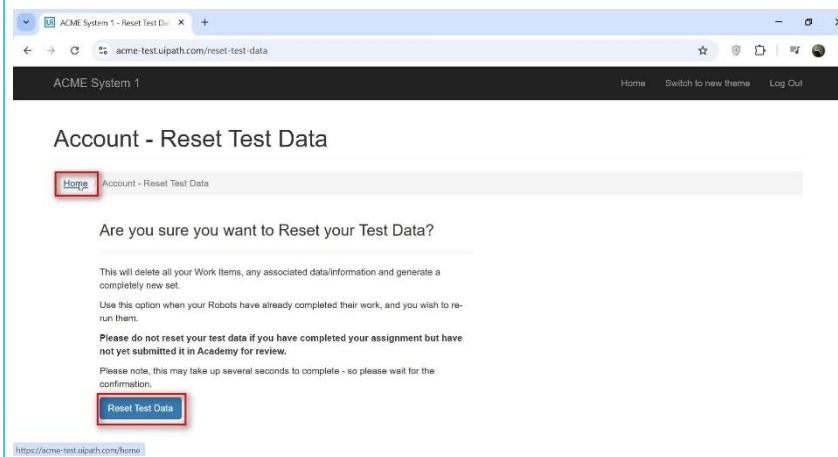 ACME System 1 - Reset Test Da
acme-test.uipath.com/reset-test-data
ACME System 1
Home Switch to new theme Log Out
Account - Reset Test Data
Home / Account - Reset Test Data
Are you sure you want to Reset your Test Data?
This will delete all your Work Items, any associated data/information and generate a
completely new set.
Use this option when your Robots have already completed their work, and you wish to re-
run them.
Please do not reset your test data if you have completed your assignment but have
not yet submitted it in Academy for review.
Please note, this may take up several seconds to complete - so please wait for the
confirmation.
Reset Test Data
https://acme-test.uipath.com/home